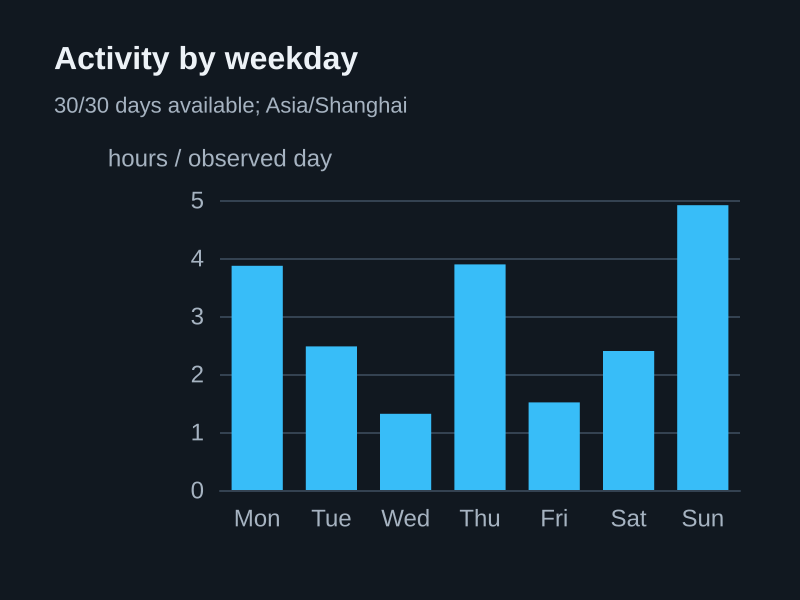 Activity by weekday
30/30 days available; Asia/Shanghai
hours / observed day
5
4
3
2
1
0
Mon Tue Wed Thu Fri Sat Sun